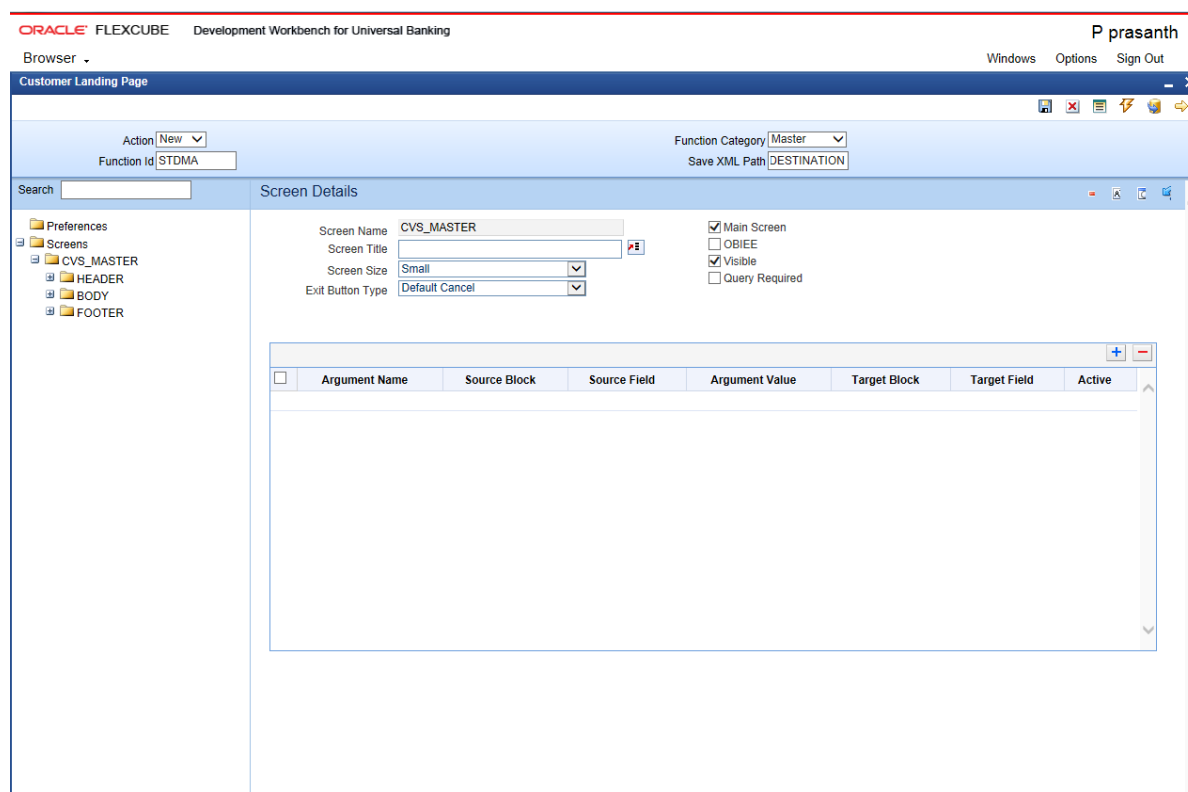 ORACLE FLEXCUBE Development Workbench for Universal Banking
P prasanth
Browser
Windows Options Sign Out
Customer Landing Page
Action New
Function Category Master
Function Id STDMA
Save XML Path DESTINATION
Search
Screen Details
Preferences
Screens
CVS_MASTER
HEADER
BODY
FOOTER
Screen Name CVS_MASTER
Screen Title
Screen Size Small
Exit Button Type Default Cancel
Main Screen
OBIEE
Visible
Query Required
Argument Name Source Block Source Field Argument Value Target Block Target Field Active